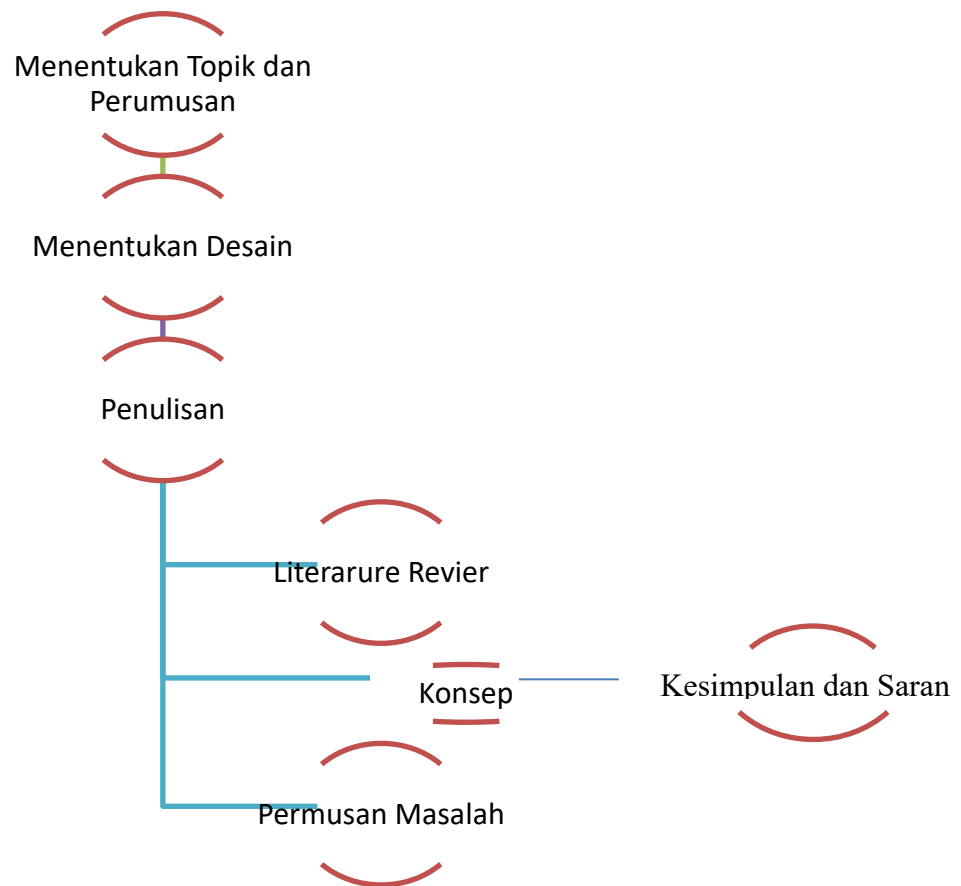 Menentukan Topik dan
Perumusan
Menentukan Desain
Penulisan
Literarure Revier
Konsep
Kesimpulan dan Saran
Permusan Masalah